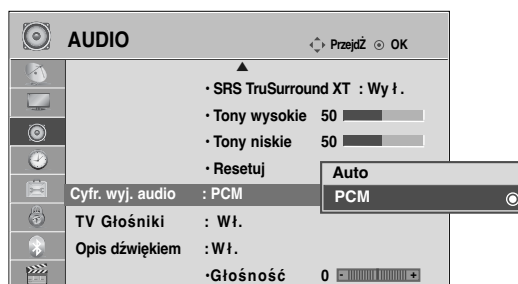 AUDIO PrzejdŹ OK
• SRS TruSurround XT : Wył.
• Tony wysokie 50
• Tony niskie 50
• Resetuj
Auto
Cyfr. wyj. audio : PCM
PCM
TV Głośniki : Wł.
Opis dźwiękiem :Wł.
•Głośność 0 - +